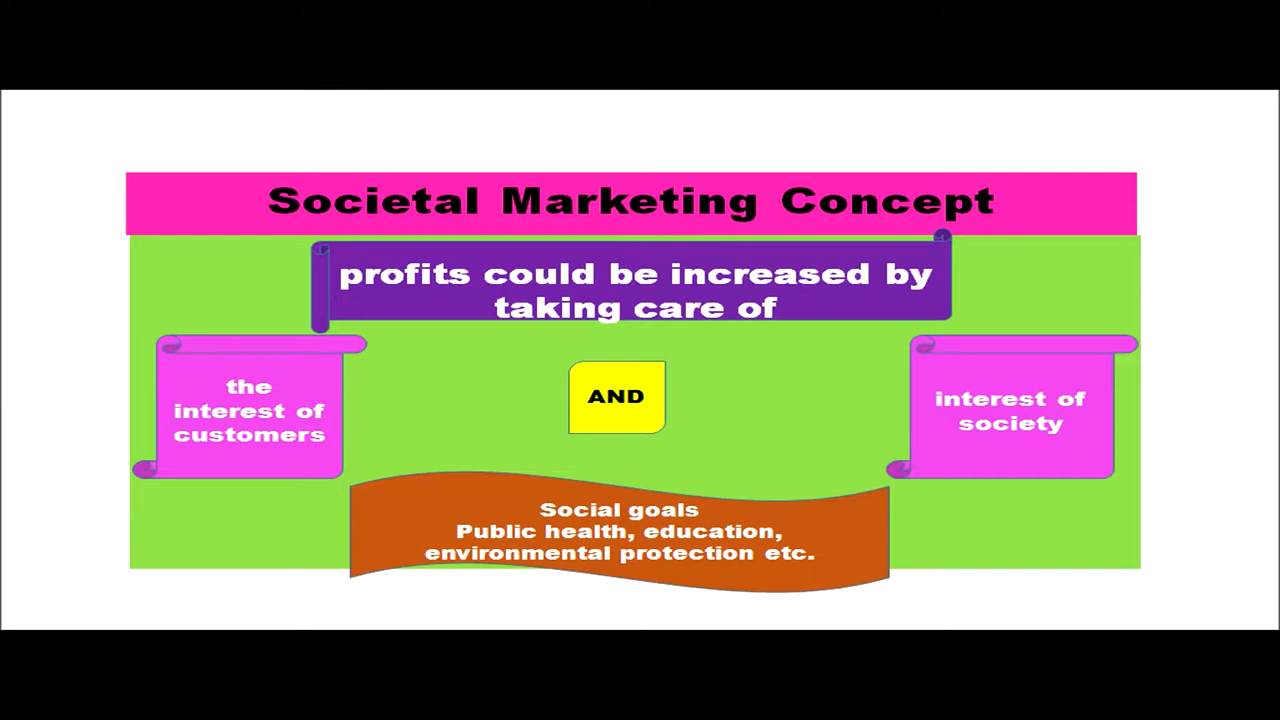 Societal Marketing Concept
profits could be increased by
taking care of
the
interest of
customers
AND
interest of
society
Social goals
Public health, education,
environmental protection etc.